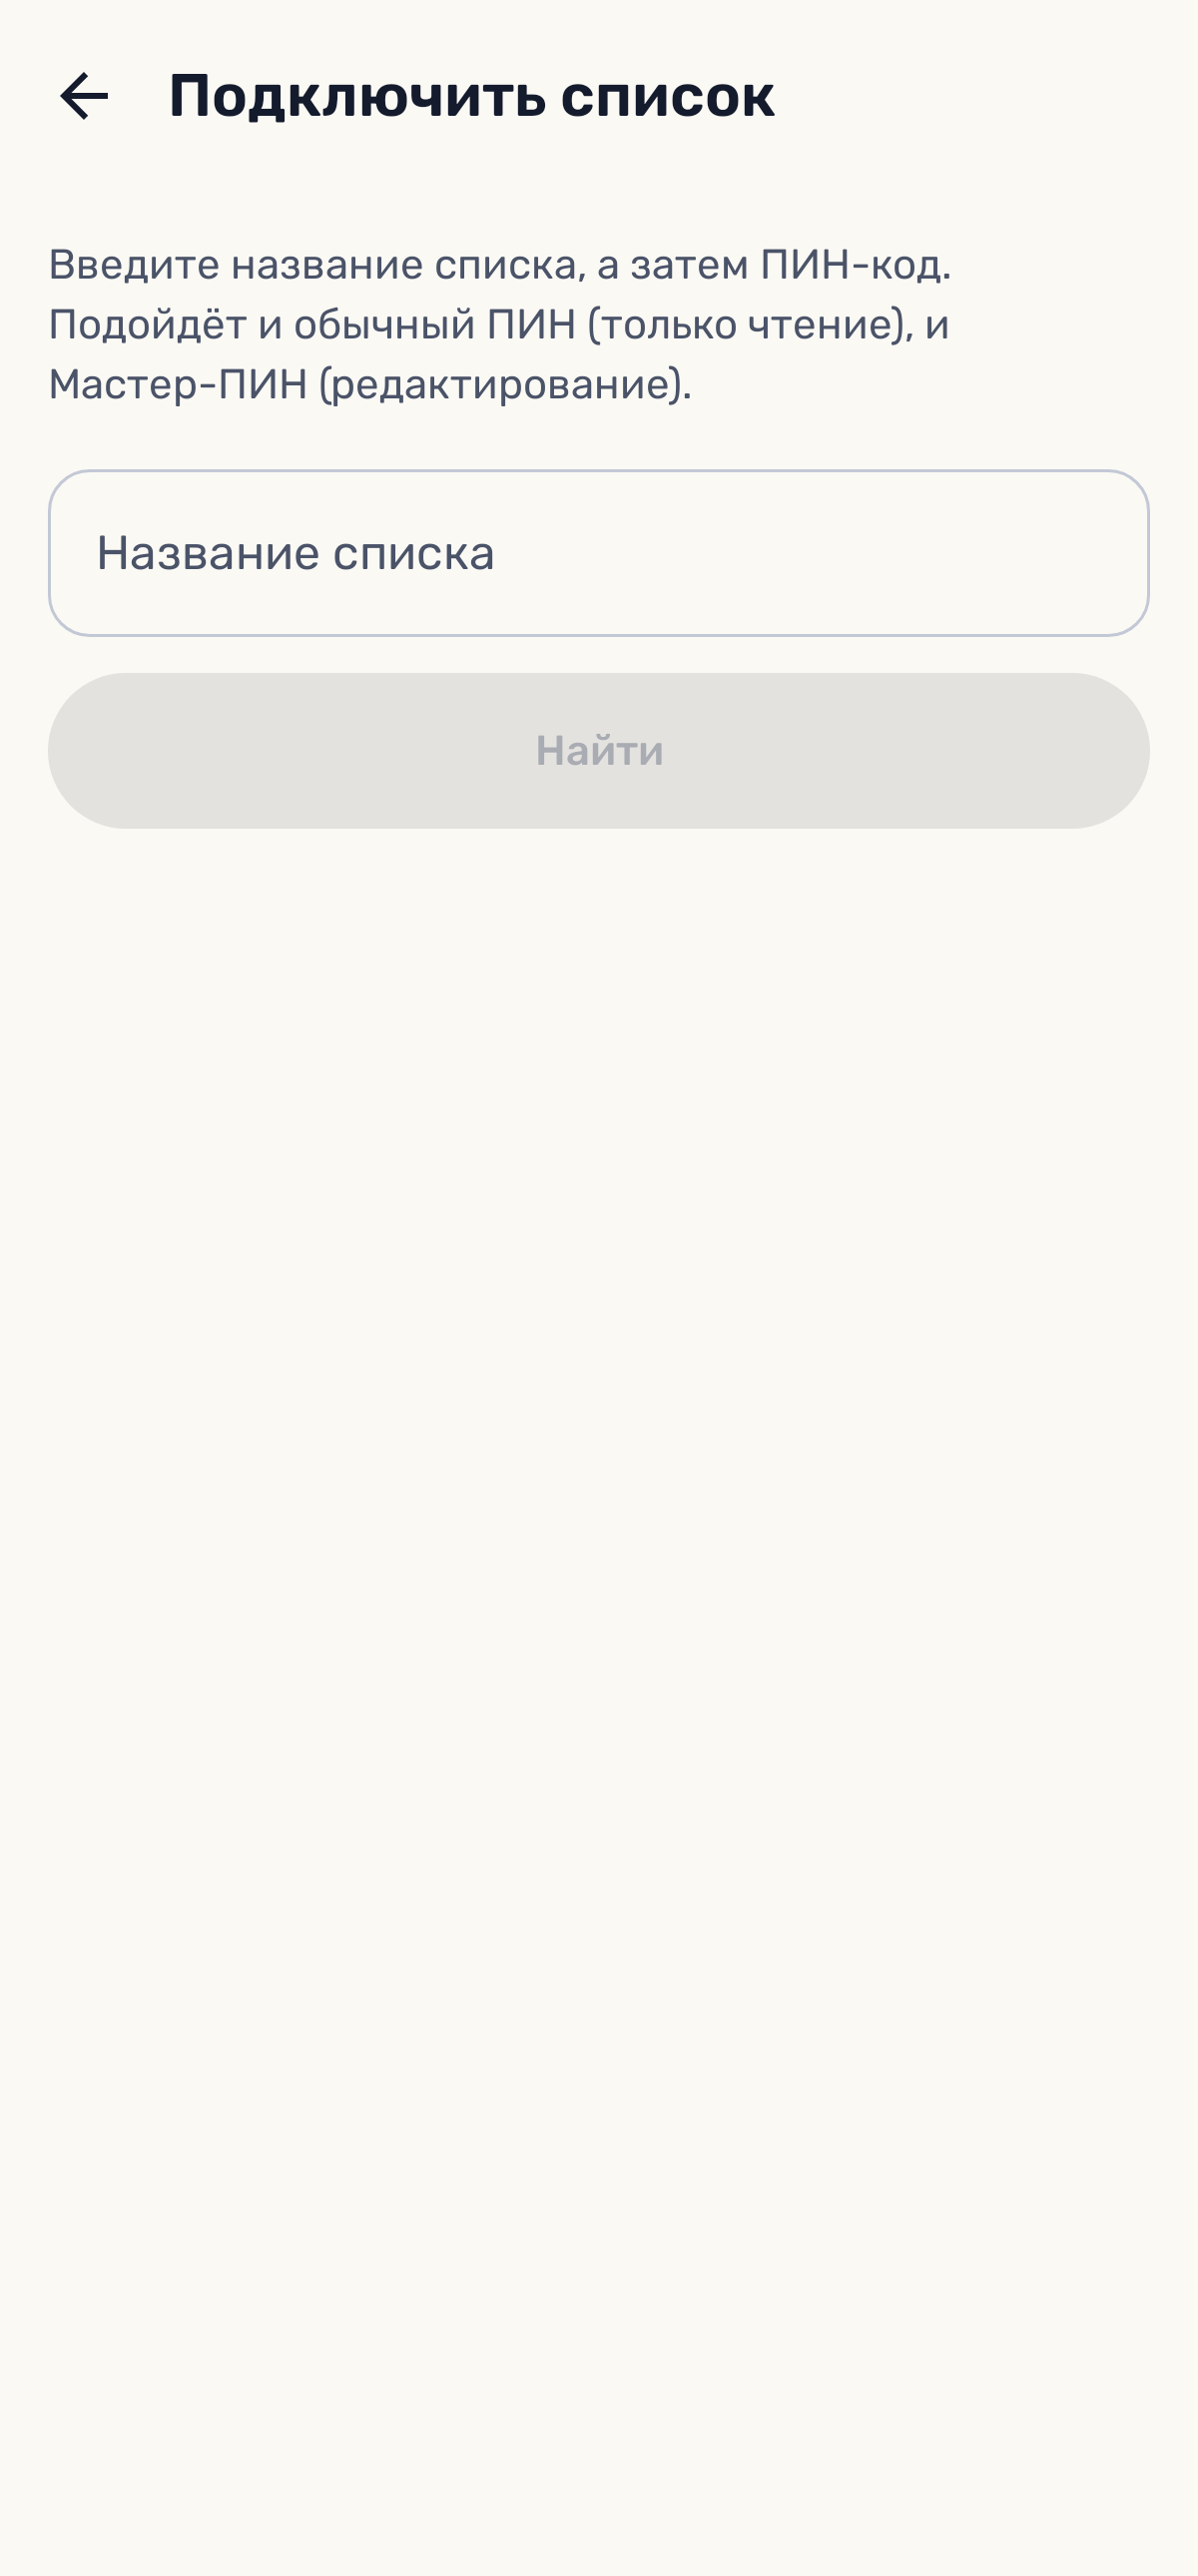 Подключить список
Введите название списка, а затем ПИН-код.
Подойдёт и обычный ПИН (только чтение), и
Мастер-ПИН (редактирование).
Название списка
Найти